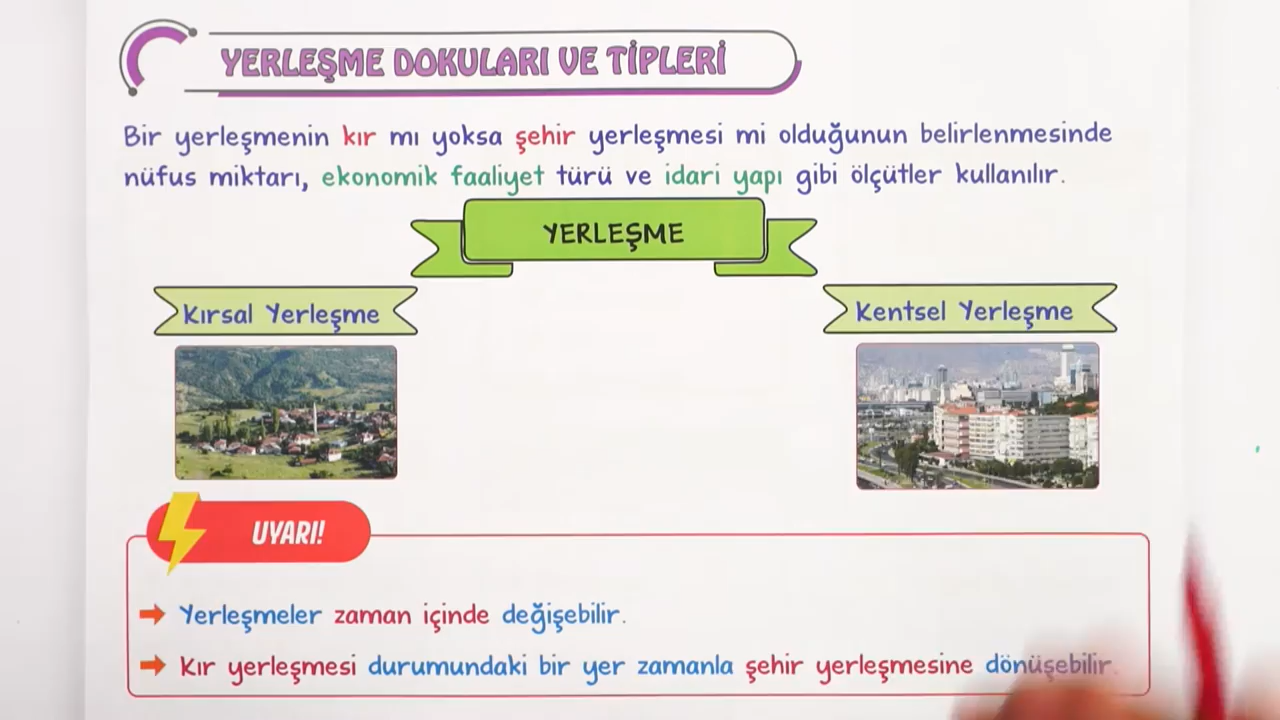 YERLEŞME DOKULARI VE TİPLERİ
Bir yerleşmenin kır mı yoksa şehir yerleşmesi mi olduğunun belirlenmesinde
nüfus miktarı, ekonomik faaliyet türü ve idari yapı gibi ölçütler kullanılır.
YERLEŞME
Kırsal Yerleşme
Kentsel Yerleşme
UYARI!
Yerleşmeler zaman içinde değişebilir.
Kır yerleşmesi durumundaki bir yer zamanla şehir yerleşmesine dönüşebilir.